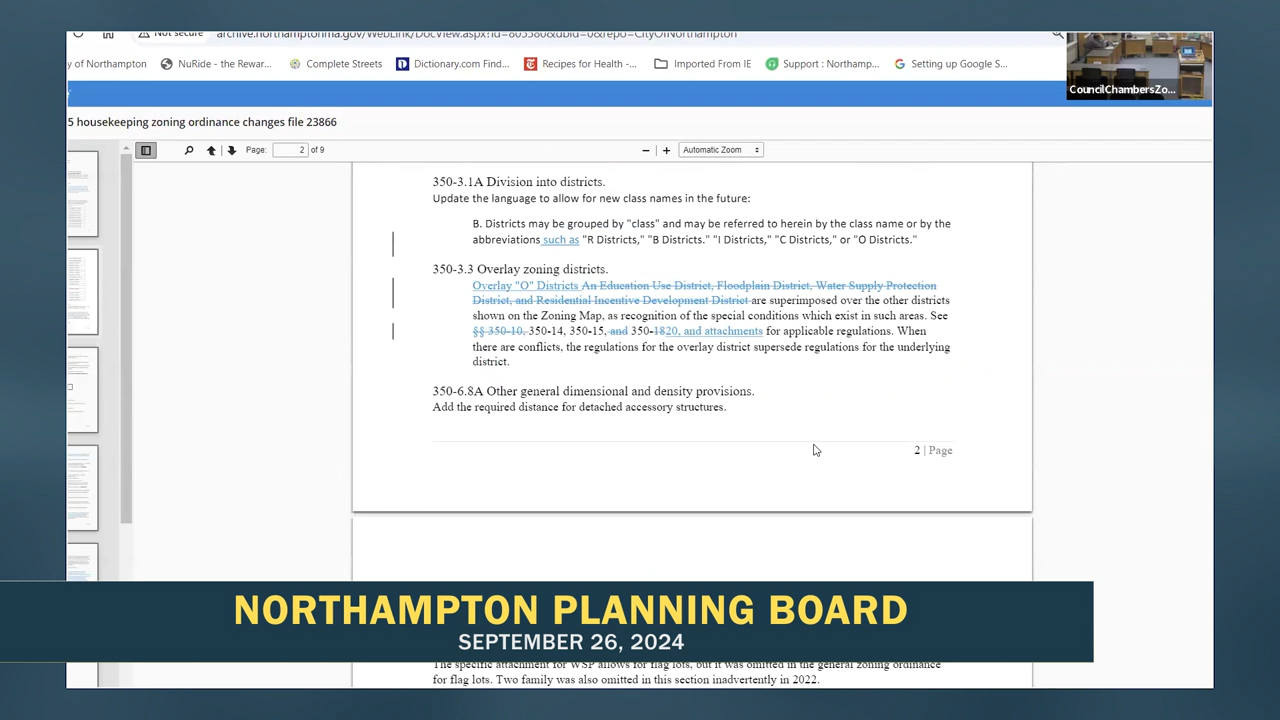 Not secure archive.northamptonma.gov/WebLink/DocView.aspx?id=805580&dbid=0&repo=CityOfNorthampton
y of Northampton NuRide - the Rewar... Complete Streets Dictionary.com Find... Recipes for Health -... Imported From IE Support : Northamp... Setting up Google S...
CouncilChambersZo...
5 housekeeping zoning ordinance changes file 23866
Page: 2 of 9 Automatic Zoom
350-3.1A Division into districts.
Update the language to allow for new class names in the future:
B. Districts may be grouped by "class" and may be referred to herein by the class name or by the
abbreviations such as "R Districts," "B Districts." "I Districts," "C Districts," or "O Districts."
350-3.3 Overlay zoning districts.
Overlay "O" Districts An Education Use District, Floodplain District, Water Supply Protection
District, and Residential Incentive Development District are superimposed over the other districts
shown on the Zoning Map, as recognition of the special conditions which exist in such areas. See
§§ 350-10, 350-14, 350-15, and 350-1820, and attachments for applicable regulations. When
there are conflicts, the regulations for the overlay district supersede regulations for the underlying
district.
350-6.8A Other general dimensional and density provisions.
Add the required distance for detached accessory structures.
2 | Page
NORTHAMPTON PLANNING BOARD
SEPTEMBER 26, 2024
The specific attachment for WSP allows for flag lots, but it was omitted in the general zoning ordinance
for flag lots. Two family was also omitted in this section inadvertently in 2022.